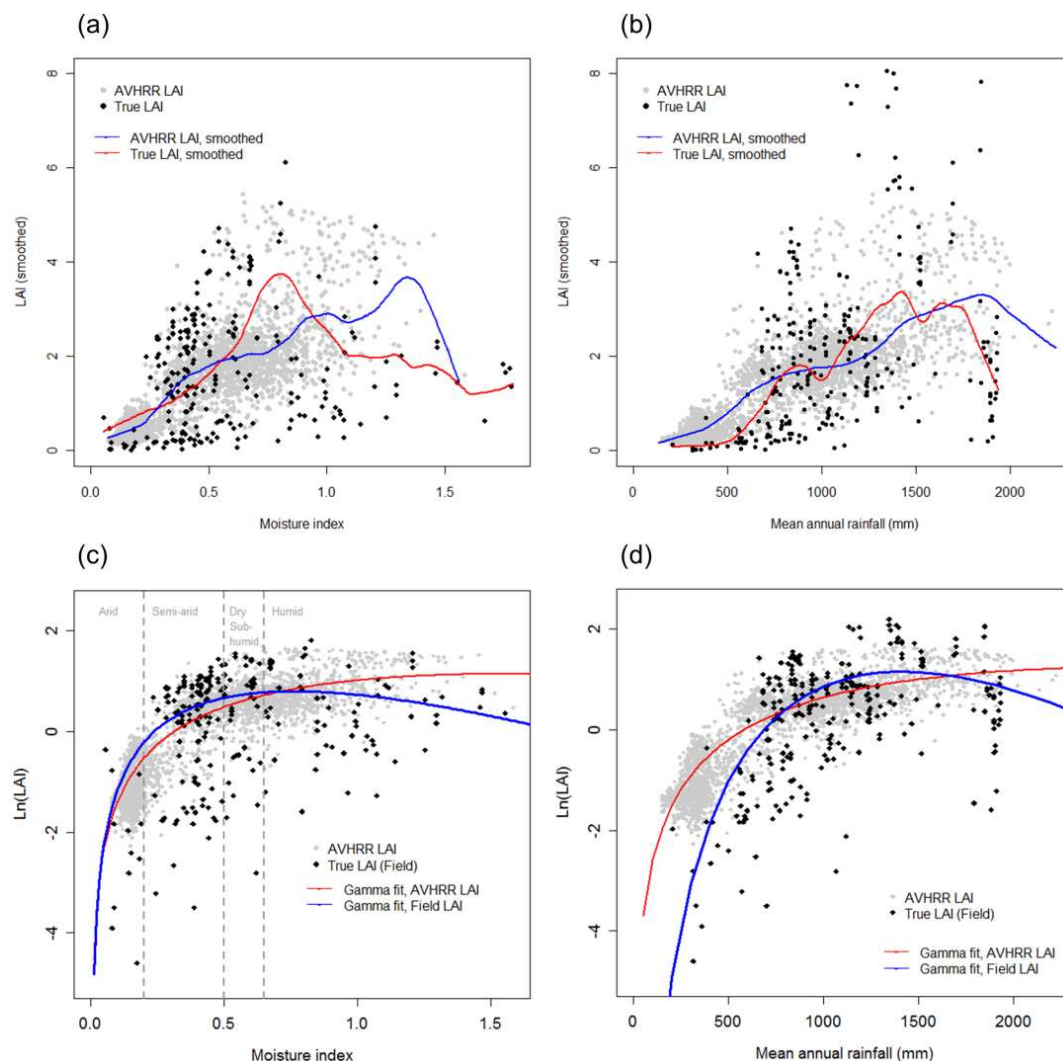 (a)
(b)
AVHRR LAI
True LAI
AVHRR LAI, smoothed
True LAI, smoothed
LAI (smoothed)
0
2
4
6
8
0.0
0.5
1.0
1.5
Moisture index
AVHRR LAI
True LAI
AVHRR LAI, smoothed
True LAI, smoothed
LAI (smoothed)
0
2
4
6
8
0
500
1000
1500
2000
Mean annual rainfall (mm)
(c)
(d)
Arid
Semi-arid
Dry
Sub-
humid
Humid
Ln(LAI)
-4
-2
0
2
AVHRR LAI
True LAI (Field)
Gamma fit, AVHRR LAI
Gamma fit, Field LAI
0.0
0.5
1.0
1.5
Moisture index
Ln(LAI)
-4
-2
0
2
AVHRR LAI
True LAI (Field)
Gamma fit, AVHRR LAI
Gamma fit, Field LAI
0
500
1000
1500
2000
Mean annual rainfall (mm)